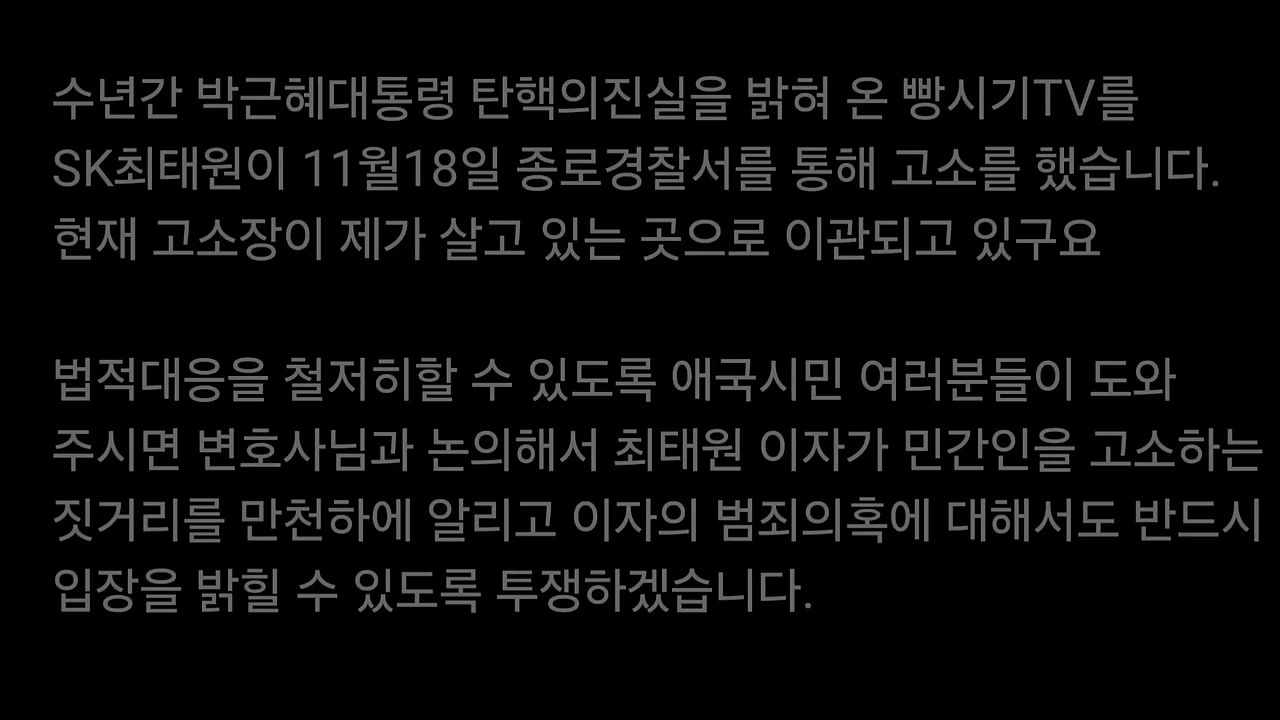 수년간 박근혜대통령 탄핵의진실을 밝혀 온 빵시기TV를
SK최태원이 11월18일 종로경찰서를 통해 고소를 했습니다.
현재 고소장이 제가 살고 있는 곳으로 이관되고 있구요
법적대응을 철저히할 수 있도록 애국시민 여러분들이 도와
주시면 변호사님과 논의해서 최태원 이자가 민간인을 고소하는
짓거리를 만천하에 알리고 이자의 범죄의혹에 대해서도 반드시
입장을 밝힐 수 있도록 투쟁하겠습니다.